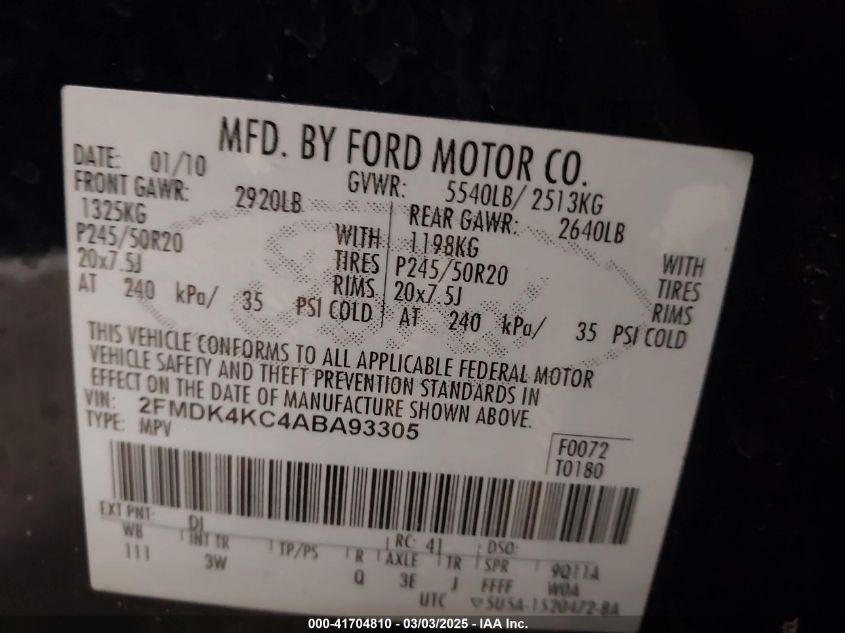 MFD. BY FORD MOTOR CO.
DATE: 01/10 GVWR: 5540LB/ 2513KG
FRONT GAWR: 2920LB REAR GAWR: 2640LB
1325KG WITH 1198KG WITH
P245/50R20 TIRES P245/50R20 TIRES
20x7.5J RIMS 20x7.5J RIMS
AT 240 kPa/ 35 PSI COLD AT 240 kPa/ 35 PSI COLD
THIS VEHICLE CONFORMS TO ALL APPLICABLE FEDERAL MOTOR
VEHICLE SAFETY AND THEFT PREVENTION STANDARDS IN
EFFECT ON THE DATE OF MANUFACTURE SHOWN ABOVE.
VIN: 2FMDK4KC4ABA93305
TYPE: MPV
F0072
T0180
EXT PNT: DJ RC: 41 DSO:
WB INT TR TP/PS R AXLE TR SPR 9Q11A
111 3W Q 3E J FFFF W0A
UTC 5U5A-1520472-BA
000-41704810 - 03/03/2025 - IAA Inc.